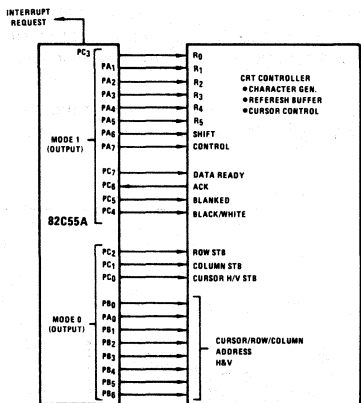 INTERRUPT
REQUEST
PC3 R0
PA1 R1
PA2 R2
PA3 R3
PA4 R4
PA5 R5
PA6 SHIFT
PA7 CONTROL
CRT CONTROLLER
•CHARACTER GEN.
•REFERESH BUFFER
•CURSOR CONTROL
MODE 1
(OUTPUT)
PC7 DATA READY
PC6 ACK
PC5 BLANKED
PC4 BLACK/WHITE
82C55A
PC2 ROW STB
PC1 COLUMN STB
PC0 CURSOR H/V STB
MODE 0
(OUTPUT)
PB0
PA0
PB1
PB2
PB3
PB4
PB5
PB6
CURSOR/ROW/COLUMN
ADDRESS
H&V